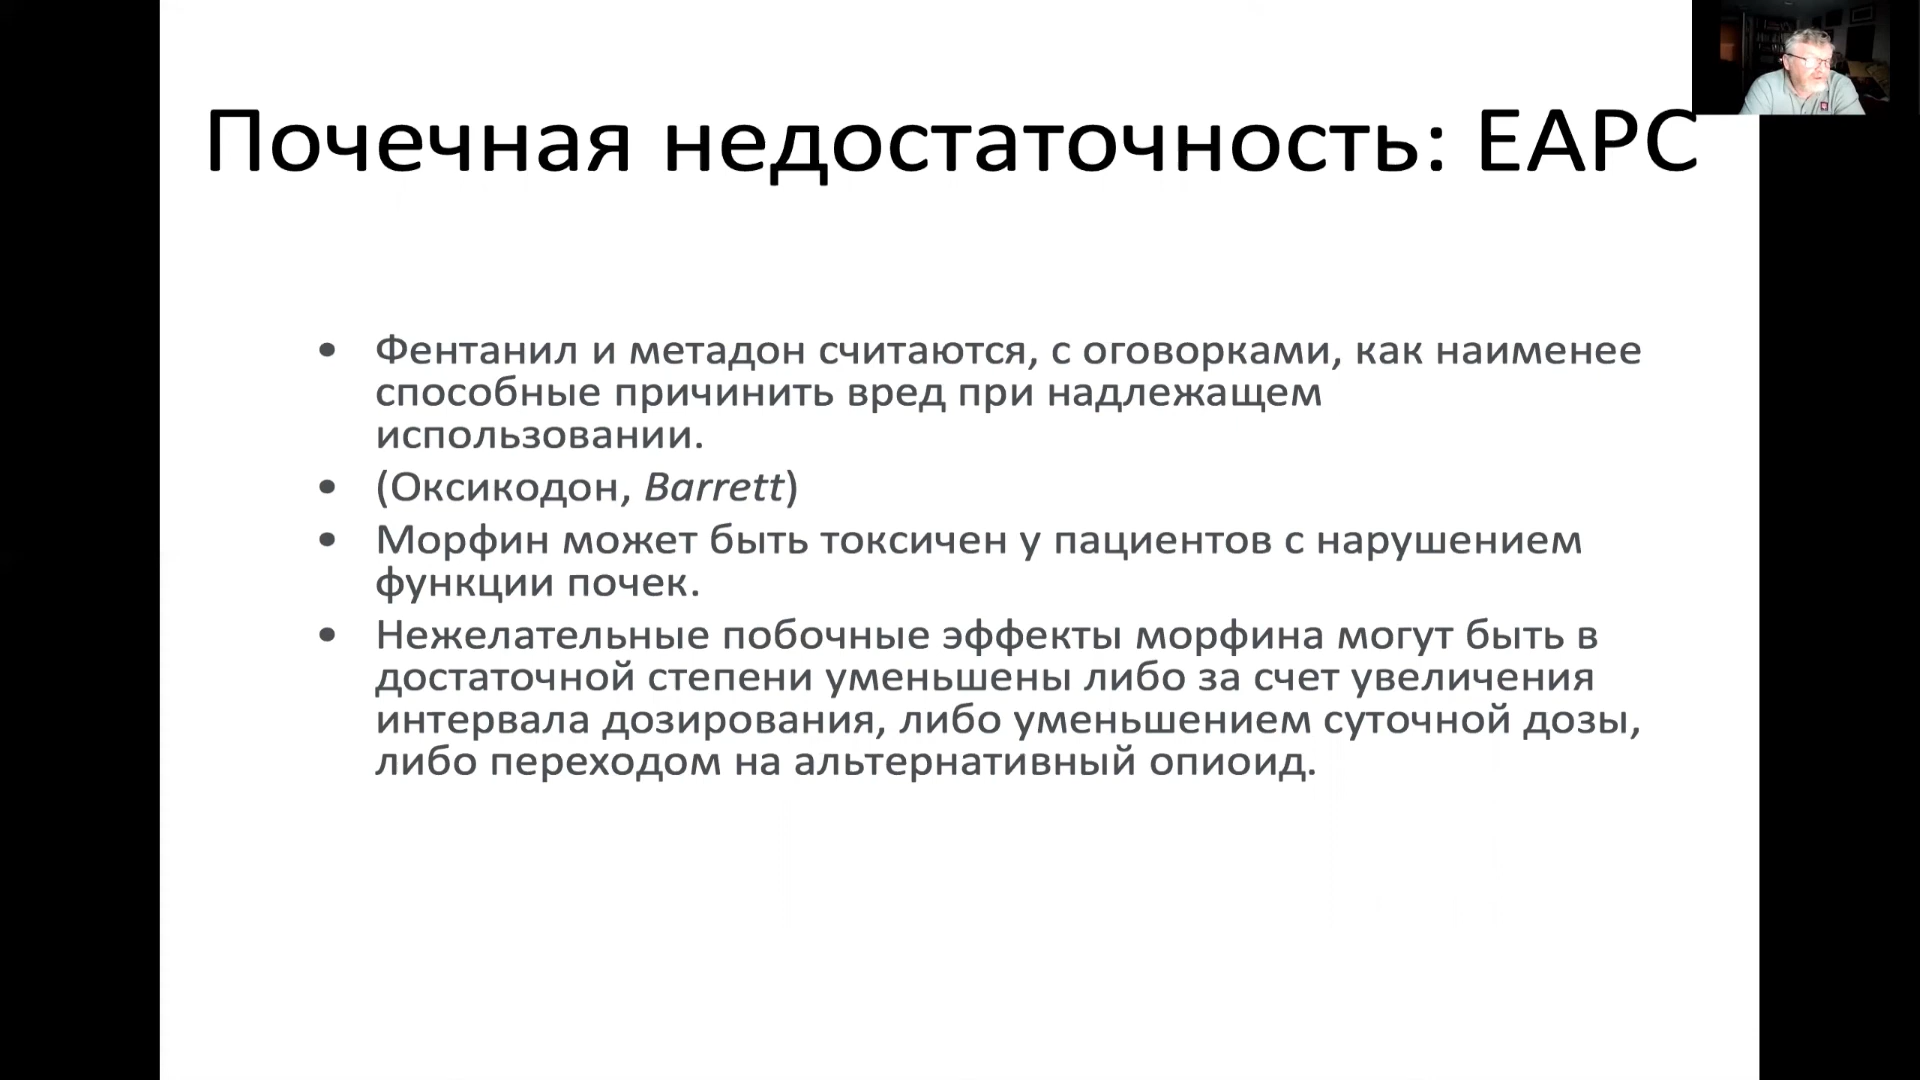 Почечная недостаточность: EAPC
• Фентанил и метадон считаются, с оговорками, как наименее
способные причинить вред при надлежащем
использовании.
• (Оксикодон, Barrett)
• Морфин может быть токсичен у пациентов с нарушением
функции почек.
• Нежелательные побочные эффекты морфина могут быть в
достаточной степени уменьшены либо за счет увеличения
интервала дозирования, либо уменьшением суточной дозы,
либо переходом на альтернативный опиоид.